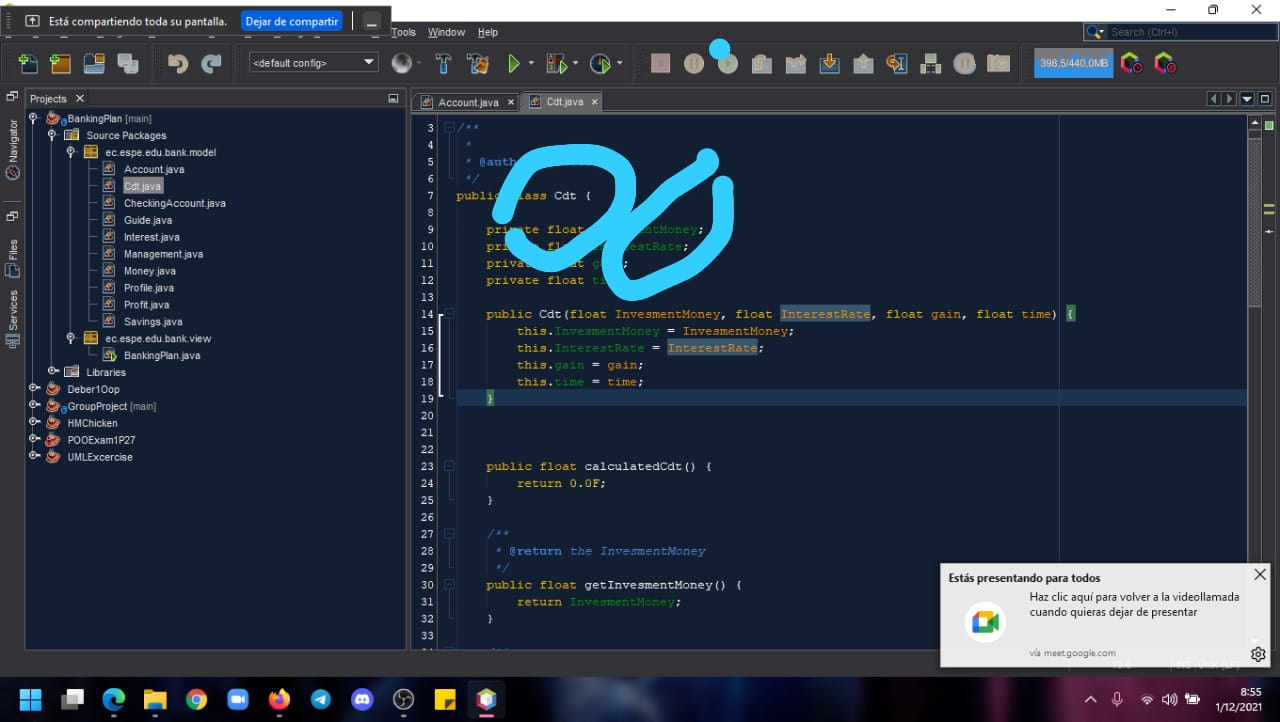 Está compartiendo toda su pantalla. Dejar de compartir
Tools Window Help
Search (Ctrl+I)
<default config>
398,5/440,0MB
Projects
Account.java Cdt.java
Navigator
Files
Services
BankingPlan [main]
Source Packages
ec.espe.edu.bank.model
Account.java
Cdt.java
CheckingAccount.java
Guide.java
Interest.java
Management.java
Money.java
Profile.java
Profit.java
Savings.java
ec.espe.edu.bank.view
BankingPlan.java
Libraries
Deber1Oop
GroupProject [main]
HMChicken
POOExam1P27
UMLExcercise
3 /**
4 *
5 * @auth
6 */
7 public class Cdt {
8
9 private float mentMoney;
10 private float InterestRate;
11 private float gain;
12 private float
13
14 public Cdt(float InvesmentMoney, float InterestRate, float gain, float time) {
15 this.InvesmentMoney = InvesmentMoney;
16 this.InterestRate = InterestRate;
17 this.gain = gain;
18 this.time = time;
19 }
20
21
22
23 public float calculatedCdt() {
24 return 0.0F;
25 }
26
27 /**
28 * @return the InvesmentMoney
29 */
30 public float getInvesmentMoney() {
31 return InvesmentMoney;
32 }
33
Estás presentando para todos
Haz clic aquí para volver a la videollamada
cuando quieras dejar de presentar
vía meet.google.com
8:55
1/12/2021